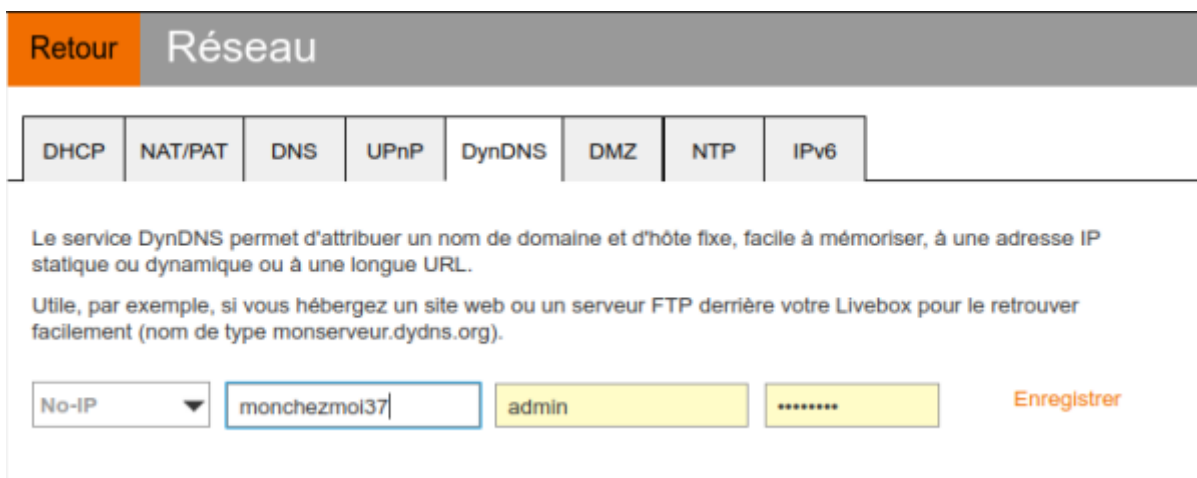 Retour Réseau
DHCP NAT/PAT DNS UPnP DynDNS DMZ NTP IPv6
Le service DynDNS permet d'attribuer un nom de domaine et d'hôte fixe, facile à mémoriser, à une adresse IP
statique ou dynamique ou à une longue URL.
Utile, par exemple, si vous hébergez un site web ou un serveur FTP derrière votre Livebox pour le retrouver
facilement (nom de type monserveur.dydns.org).
No-IP monchezmoi37 admin •••••••• Enregistrer